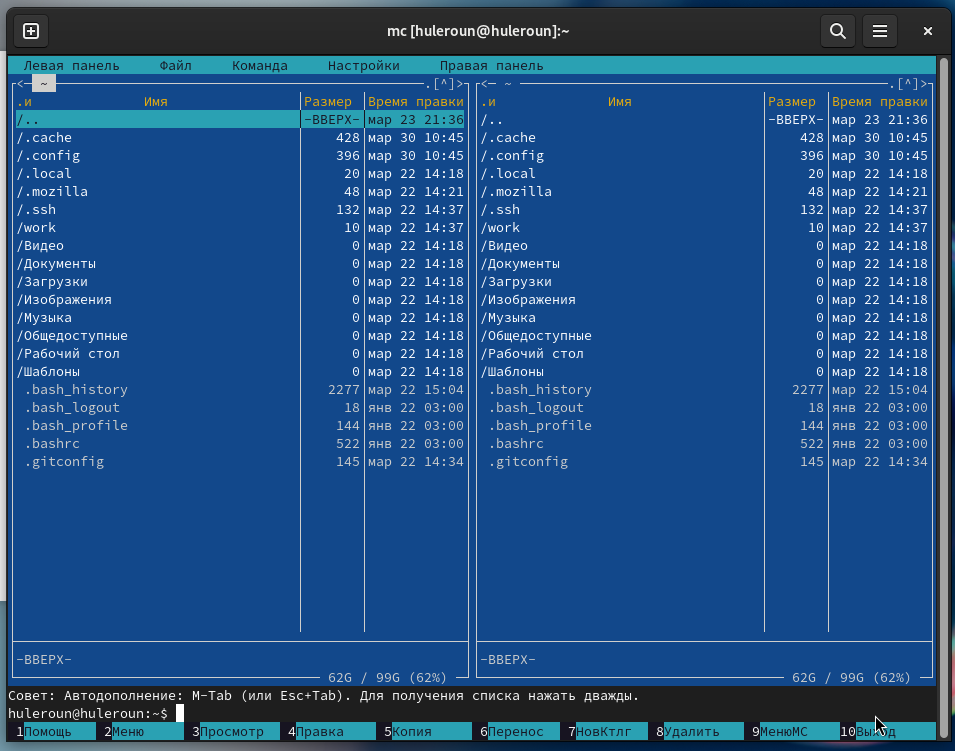 mc [huleroun@huleroun]:~
Левая панель Файл Команда Настройки Правая панель
<─ ~ .[^]> <─ ~ .[^]>
.и Имя Размер Время правки .и Имя Размер Время правки
/.. -ВВЕРХ- мар 23 21:36 /.. -ВВЕРХ- мар 23 21:36
/.cache 428 мар 30 10:45 /.cache 428 мар 30 10:45
/.config 396 мар 30 10:45 /.config 396 мар 30 10:45
/.local 20 мар 22 14:18 /.local 20 мар 22 14:18
/.mozilla 48 мар 22 14:21 /.mozilla 48 мар 22 14:21
/.ssh 132 мар 22 14:37 /.ssh 132 мар 22 14:37
/work 10 мар 22 14:37 /work 10 мар 22 14:37
/Видео 0 мар 22 14:18 /Видео 0 мар 22 14:18
/Документы 0 мар 22 14:18 /Документы 0 мар 22 14:18
/Загрузки 0 мар 22 14:18 /Загрузки 0 мар 22 14:18
/Изображения 0 мар 22 14:18 /Изображения 0 мар 22 14:18
/Музыка 0 мар 22 14:18 /Музыка 0 мар 22 14:18
/Общедоступные 0 мар 22 14:18 /Общедоступные 0 мар 22 14:18
/Рабочий стол 0 мар 22 14:18 /Рабочий стол 0 мар 22 14:18
/Шаблоны 0 мар 22 14:18 /Шаблоны 0 мар 22 14:18
.bash_history 2277 мар 22 15:04 .bash_history 2277 мар 22 15:04
.bash_logout 18 янв 22 03:00 .bash_logout 18 янв 22 03:00
.bash_profile 144 янв 22 03:00 .bash_profile 144 янв 22 03:00
.bashrc 522 янв 22 03:00 .bashrc 522 янв 22 03:00
.gitconfig 145 мар 22 14:34 .gitconfig 145 мар 22 14:34
-ВВЕРХ- -ВВЕРХ-
62G / 99G (62%) 62G / 99G (62%)
Совет: Автодополнение: M-Tab (или Esc+Tab). Для получения списка нажать дважды.
huleroun@huleroun:~$
1Помощь 2Меню 3Просмотр 4Правка 5Копия 6Перенос 7НовКтлг 8Удалить 9МенюMC 10Выход